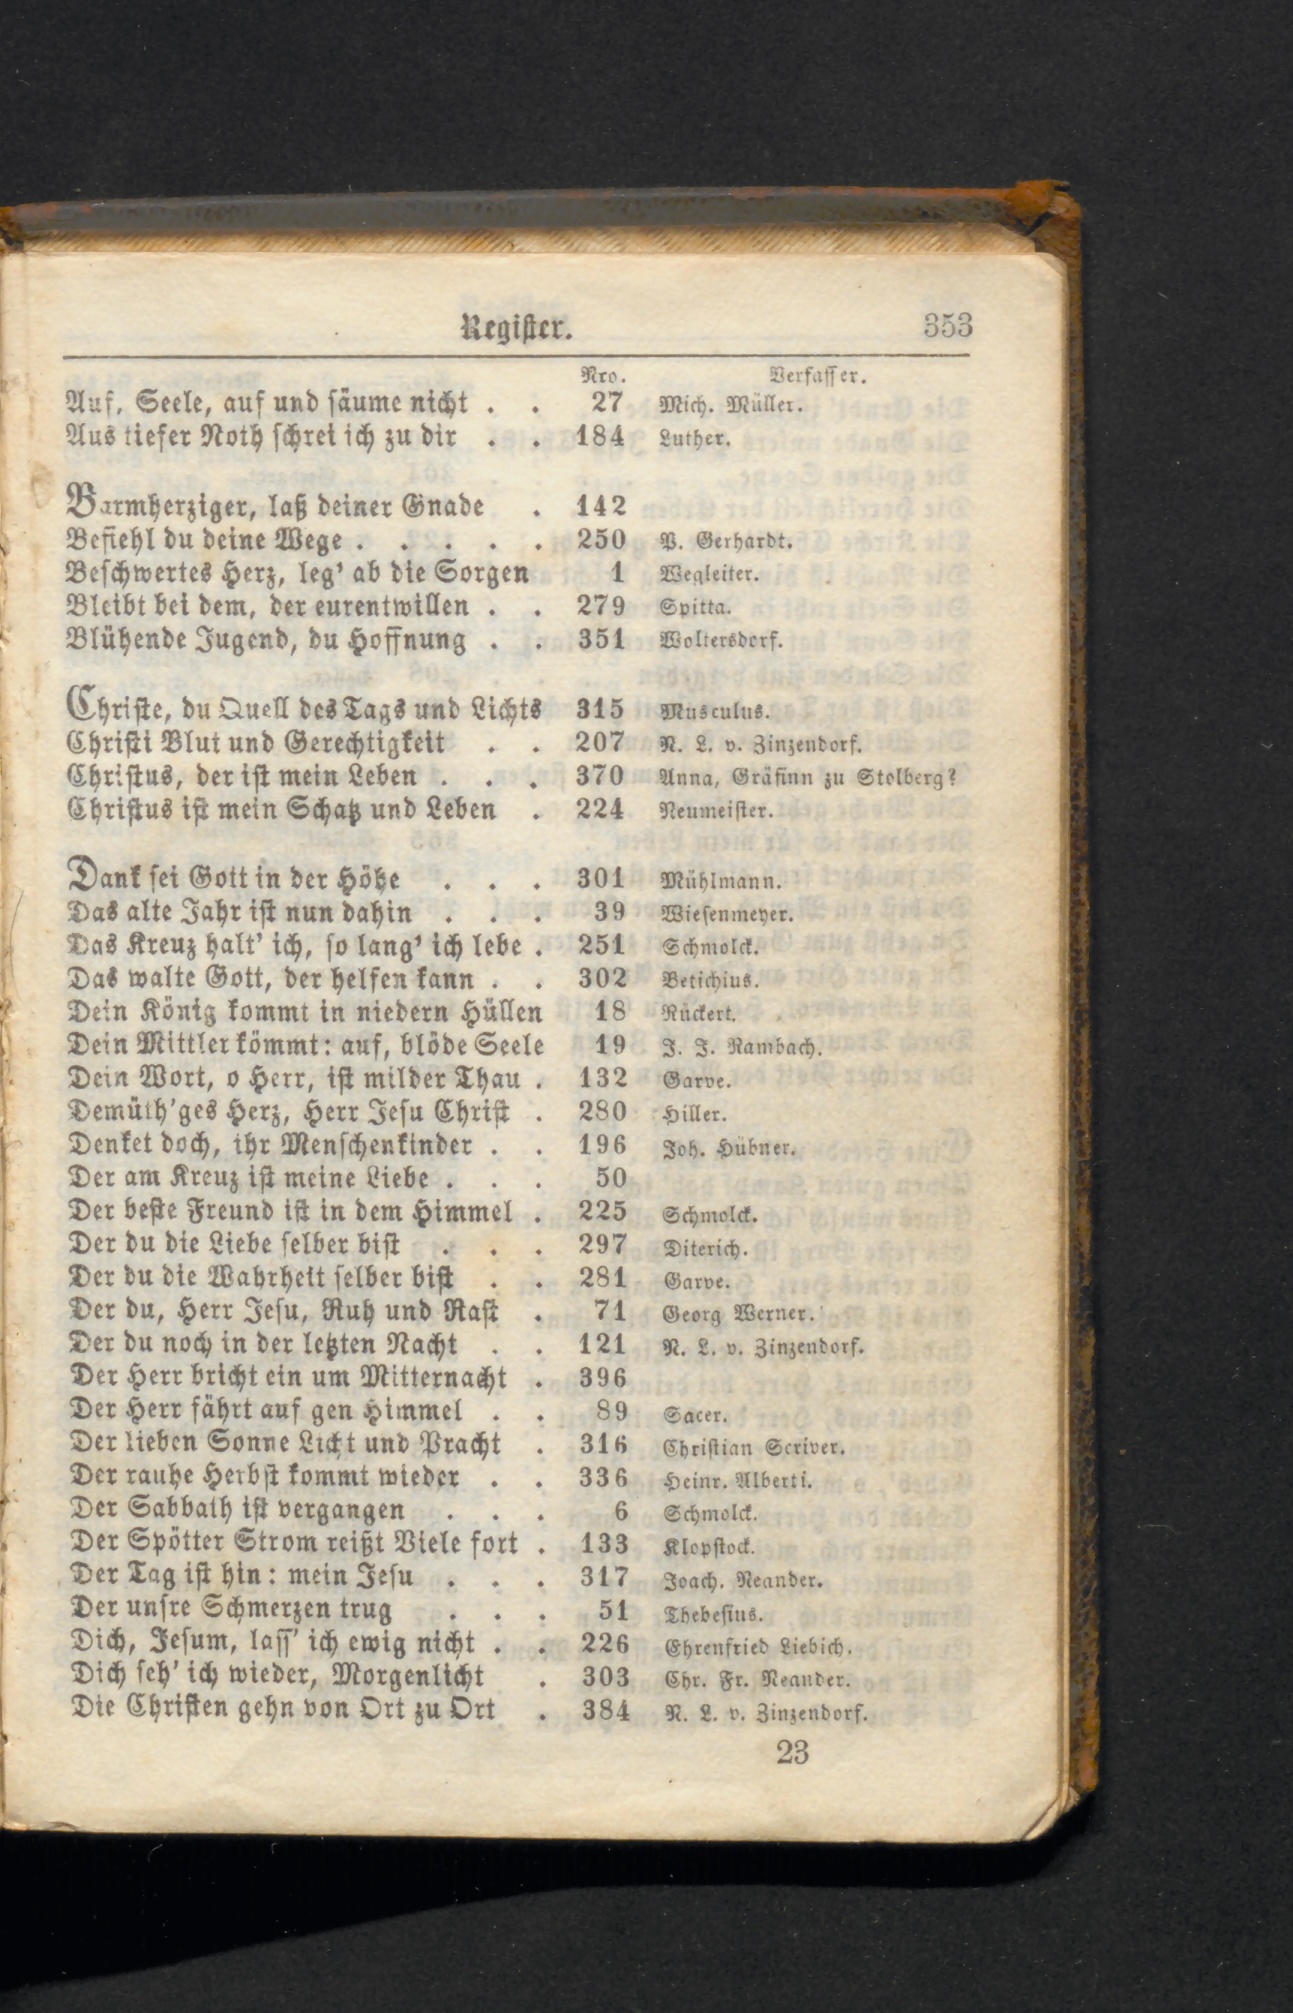 Register. 353
Nro. Verfasser.
Auf, Seele, auf und säume nicht . . 27 Mich. Müller.
Aus tiefer Noth schrei ich zu dir . . 184 Luther.
Barmherziger, laß deiner Gnade . 142
Befiehl du deine Wege . . . . . 250 P. Gerhardt.
Beschwertes Herz, leg' ab die Sorgen 1 Wegleiter.
Bleibt bei dem, der eurentwillen . . 279 Spitta.
Blühende Jugend, du Hoffnung . . 351 Woltersdorf.
Christe, du Quell des Tags und Lichts 315 Musculus.
Christi Blut und Gerechtigkeit . . 207 N. L. v. Zinzendorf.
Christus, der ist mein Leben . . . 370 Anna, Gräfinn zu Stolberg?
Christus ist mein Schatz und Leben . 224 Neumeister.
Dank sei Gott in der Höhe . . . 301 Mühlmann.
Das alte Jahr ist nun dahin . . . 39 Wiesenmeyer.
Das Kreuz halt' ich, so lang' ich lebe . 251 Schmolck.
Das walte Gott, der helfen kann . . 302 Betichius.
Dein König kommt in niedern Hüllen 18 Rückert.
Dein Mittler kömmt: auf, blöde Seele 19 J. J. Rambach.
Dein Wort, o Herr, ist milder Thau . 132 Garve.
Demüth'ges Herz, Herr Jesu Christ . 280 Hiller.
Denket doch, ihr Menschenkinder . . 196 Joh. Hübner.
Der am Kreuz ist meine Liebe . . . 50
Der beste Freund ist in dem Himmel . 225 Schmolck.
Der du die Liebe selber bist . . . 297 Diterich.
Der du die Wahrheit selber bist . . 281 Garve.
Der du, Herr Jesu, Ruh und Rast . 71 Georg Werner.
Der du noch in der letzten Nacht . . 121 N. L. v. Zinzendorf.
Der Herr bricht ein um Mitternacht . 396
Der Herr fährt auf gen Himmel . . 89 Sacer.
Der lieben Sonne Licht und Pracht . 316 Christian Scriver.
Der rauhe Herbst kommt wieder . . 336 Heinr. Alberti.
Der Sabbath ist vergangen . . . 6 Schmolck.
Der Spötter Strom reißt Viele fort . 133 Klopstock.
Der Tag ist hin: mein Jesu . . . 317 Joach. Neander.
Der unsre Schmerzen trug . . . 51 Thebesius.
Dich, Jesum, lass' ich ewig nicht . . 226 Ehrenfried Liebich.
Dich seh' ich wieder, Morgenlicht . 303 Chr. Fr. Neander.
Die Christen gehn von Ort zu Ort . 384 N. L. v. Zinzendorf.
23